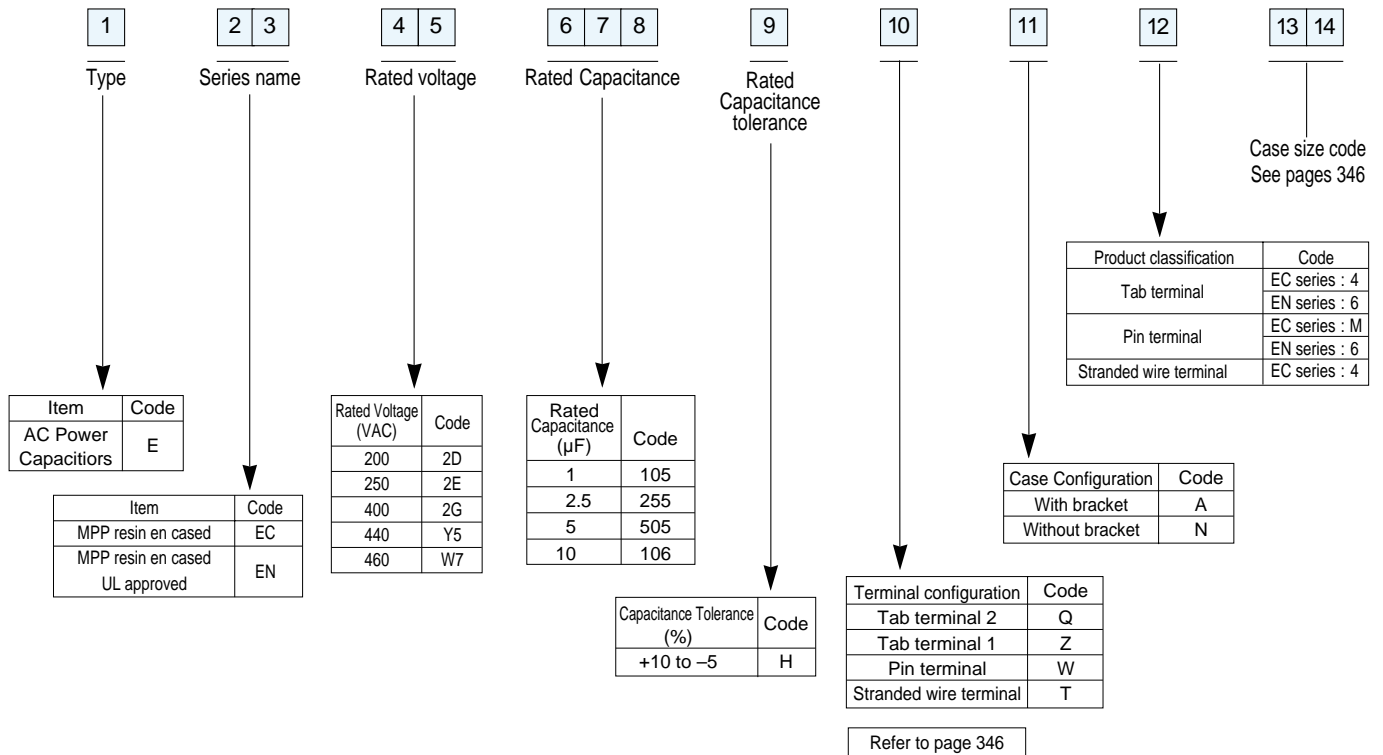 1 2 3 4 5 6 7 8 9 10 11 12 13 14
Type
Series name
Rated voltage
Rated Capacitance
Rated
Capacitance
tolerance
Case size code
See pages 346
Product classification Code
Tab terminal EC series : 4
EN series : 6
Pin terminal EC series : M
EN series : 6
Stranded wire terminal EC series : 4
Item Code
AC Power
Capacitiors E
Item Code
MPP resin en cased EC
MPP resin en cased
UL approved EN
Rated Voltage
(VAC) Code
200 2D
250 2E
400 2G
440 Y5
460 W7
Rated
Capacitance
(µF) Code
1 105
2.5 255
5 505
10 106
Capacitance Tolerance
(%) Code
+10 to –5 H
Case Configuration Code
With bracket A
Without bracket N
Terminal configuration Code
Tab terminal 2 Q
Tab terminal 1 Z
Pin terminal W
Stranded wire terminal T
Refer to page 346